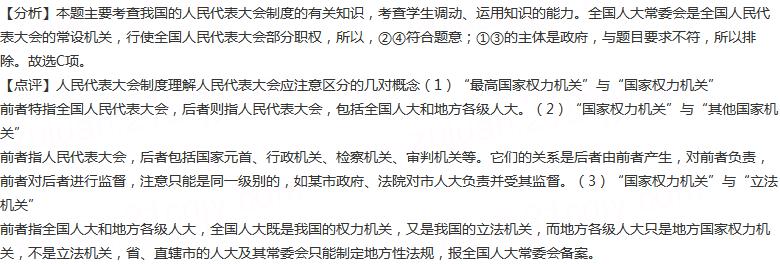 【分析】本题主要考查我国的人民代表大会制度的有关知识，考查学生调动、运用知识的能力。全国人大常委会是全国人民代
表大会的常设机关，行使全国人民代表大会部分职权，所以，②④符合题意；①③的主体是政府，与题目要求不符，所以排
除。故选C项。
【点评】人民代表大会制度理解人民代表大会应注意区分的几对概念（1）“最高国家权力机关”与“国家权力机关”
前者特指全国人民代表大会，后者则指人民代表大会，包括全国人大和地方各级人大。（2）“国家权力机关”与“其他国家机
关”
前者指人民代表大会，后者包括国家元首、行政机关、检察机关、审判机关等。它们的关系是后者由前者产生，对前者负责，
前者对后者进行监督，注意只能是同一级别的，如某市政府、法院对市人大负责并受其监督。（3）“国家权力机关”与“立法
机关”
前者指全国人大和地方各级人大，全国人大既是我国的权力机关，又是我国的立法机关，而地方各级人大只是地方国家权力机
关，不是立法机关，省、直辖市的人大及其常委会只能制定地方性法规，报全国人大常委会备案。